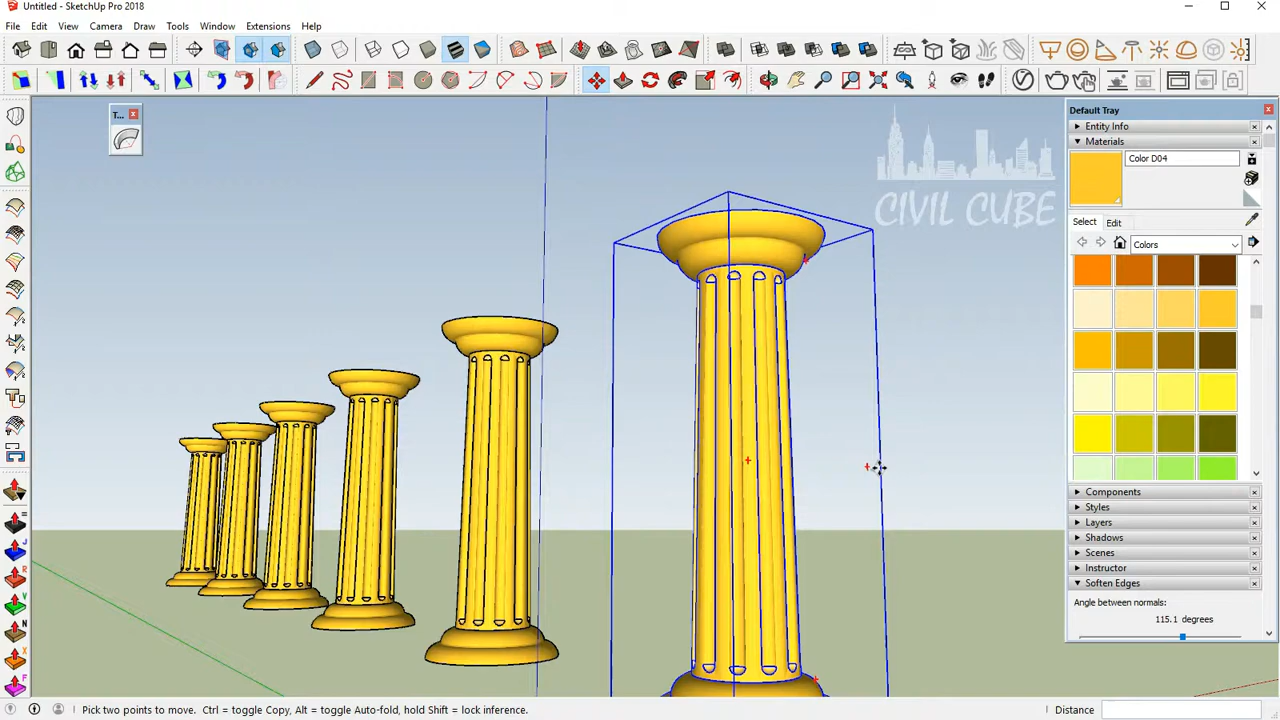 Untitled - SketchUp Pro 2018
File Edit View Camera Draw Tools Window Extensions Help
T...
Default Tray
Entity Info
Materials
Color D04
Select Edit
Colors
CIVIL CUBE
Components
Styles
Layers
Shadows
Scenes
Instructor
Soften Edges
Angle between normals:
115.1 degrees
Pick two points to move. Ctrl = toggle Copy, Alt = toggle Auto-fold, hold Shift = lock inference.
Distance